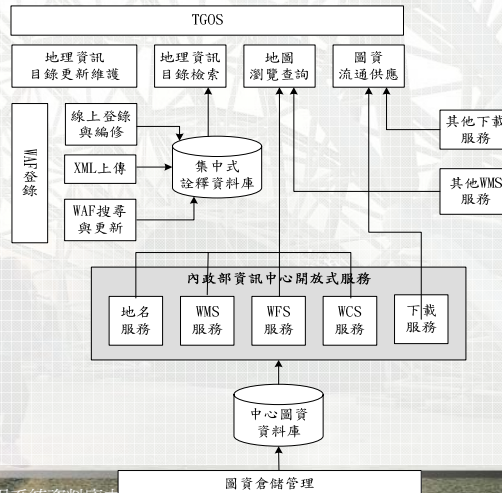 TGOS
地理資訊
目錄更新維護
地理資訊
目錄檢索
地圖
瀏覽查詢
圖資
流通供應
WAF登錄
線上登錄
與編修
XML上傳
WAF搜尋
與更新
集中式
詮釋資料庫
其他下載
服務
其他WMS
服務
內政部資訊中心開放式服務
地名
服務
WMS
服務
WFS
服務
WCS
服務
下載
服務
中心圖資
資料庫
圖資倉儲管理